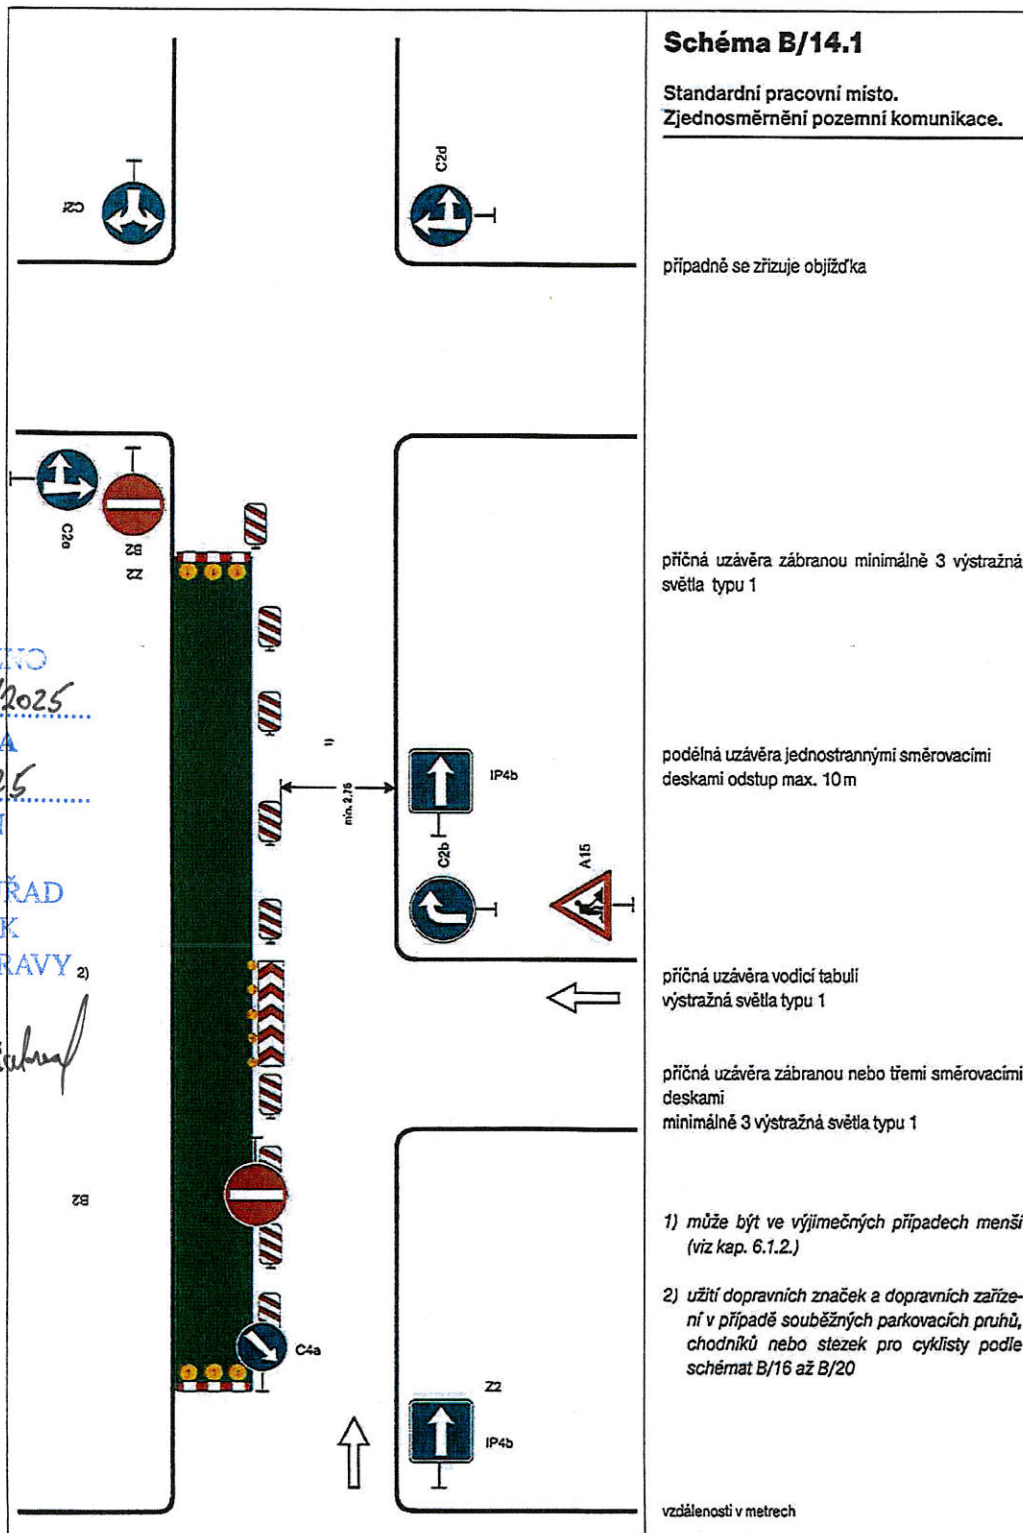 Schéma B/14.1
Standardní pracovní místo.
Zjednosměrnění pozemní komunikace.
C2f
C2d
případně se zřizuje objížďka
C2e
B2
Z2
příčná uzávěra zábranou minimálně 3 výstražná
světla typu 1
2025
1)
min. 2,75
IP4b
podélná uzávěra jednostrannými směrovacími
deskami odstup max. 10 m
C2b
A15
2)
příčná uzávěra vodicí tabulí
výstražná světla typu 1
příčná uzávěra zábranou nebo třemi směrovacími
deskami
minimálně 3 výstražná světla typu 1
B2
1) může být ve výjimečných případech menší
(viz kap. 6.1.2.)
2) užití dopravních značek a dopravních zaříze-
ní v případě souběžných parkovacích pruhů,
chodníků nebo stezek pro cyklisty podle
schémat B/16 až B/20
C4a
Z2
IP4b
vzdálenosti v metrech